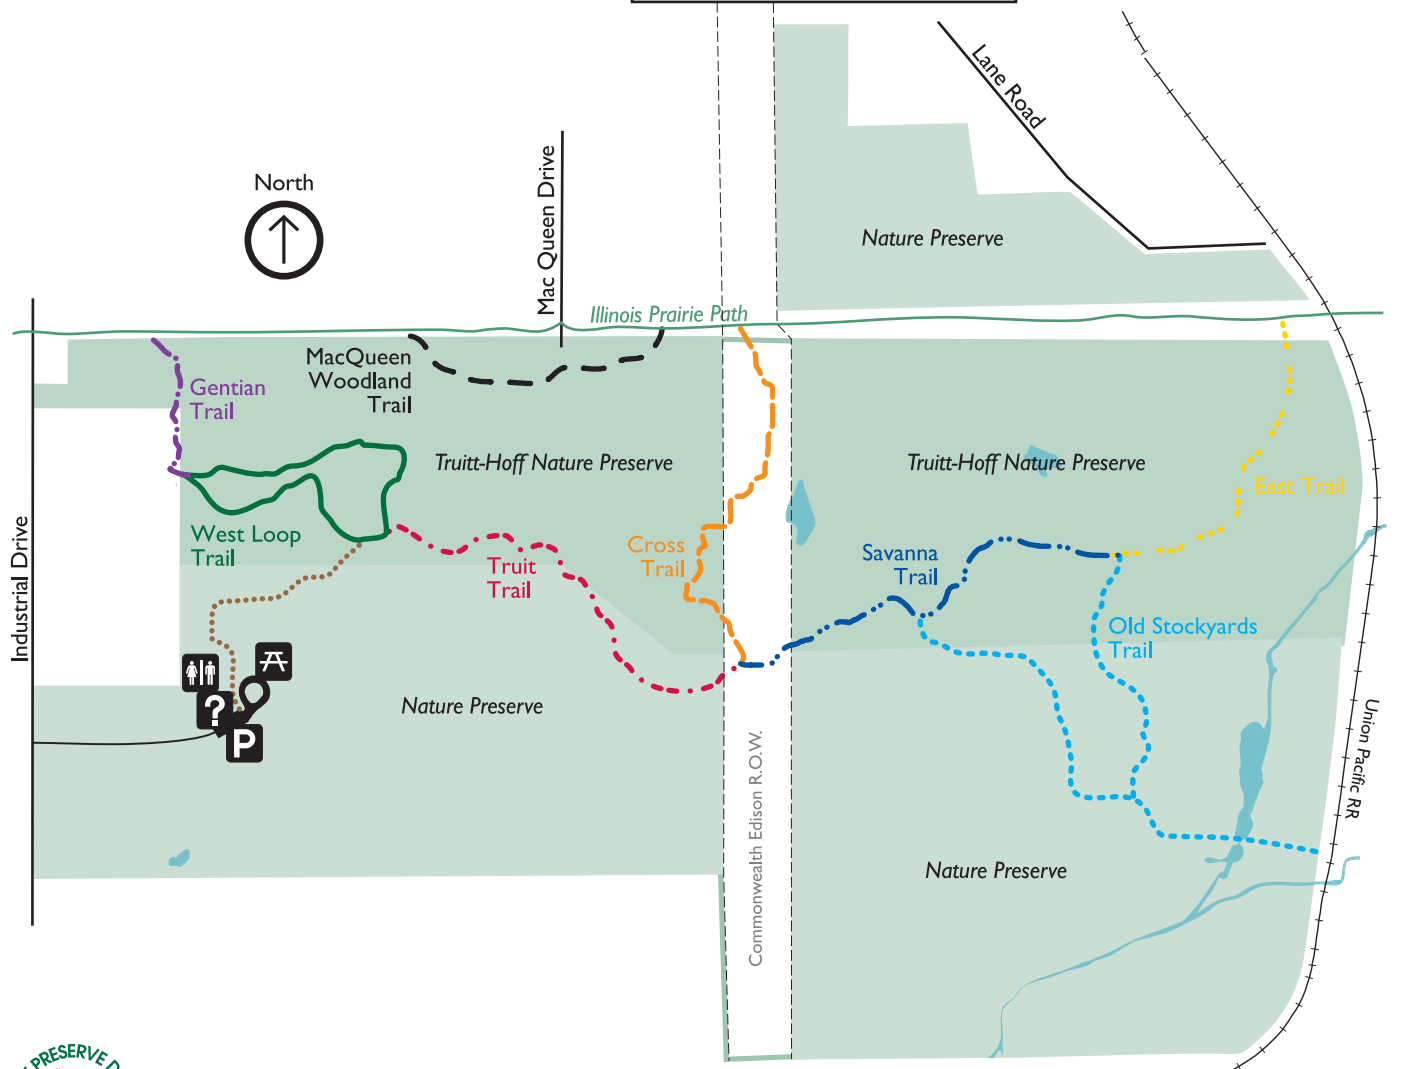 Lane Road
North
Mac Queen Drive
Nature Preserve
Illinois Prairie Path
MacQueen
Woodland
Trail
Gentian
Trail
Truitt-Hoff Nature Preserve
Truitt-Hoff Nature Preserve
East Trail
West Loop
Trail
Truit
Trail
Cross
Trail
Savanna
Trail
Industrial Drive
Old Stockyards
Trail
Nature Preserve
?
P
Union Pacific RR
Commonwealth Edison R.O.W.
Nature Preserve
PRESERVE D